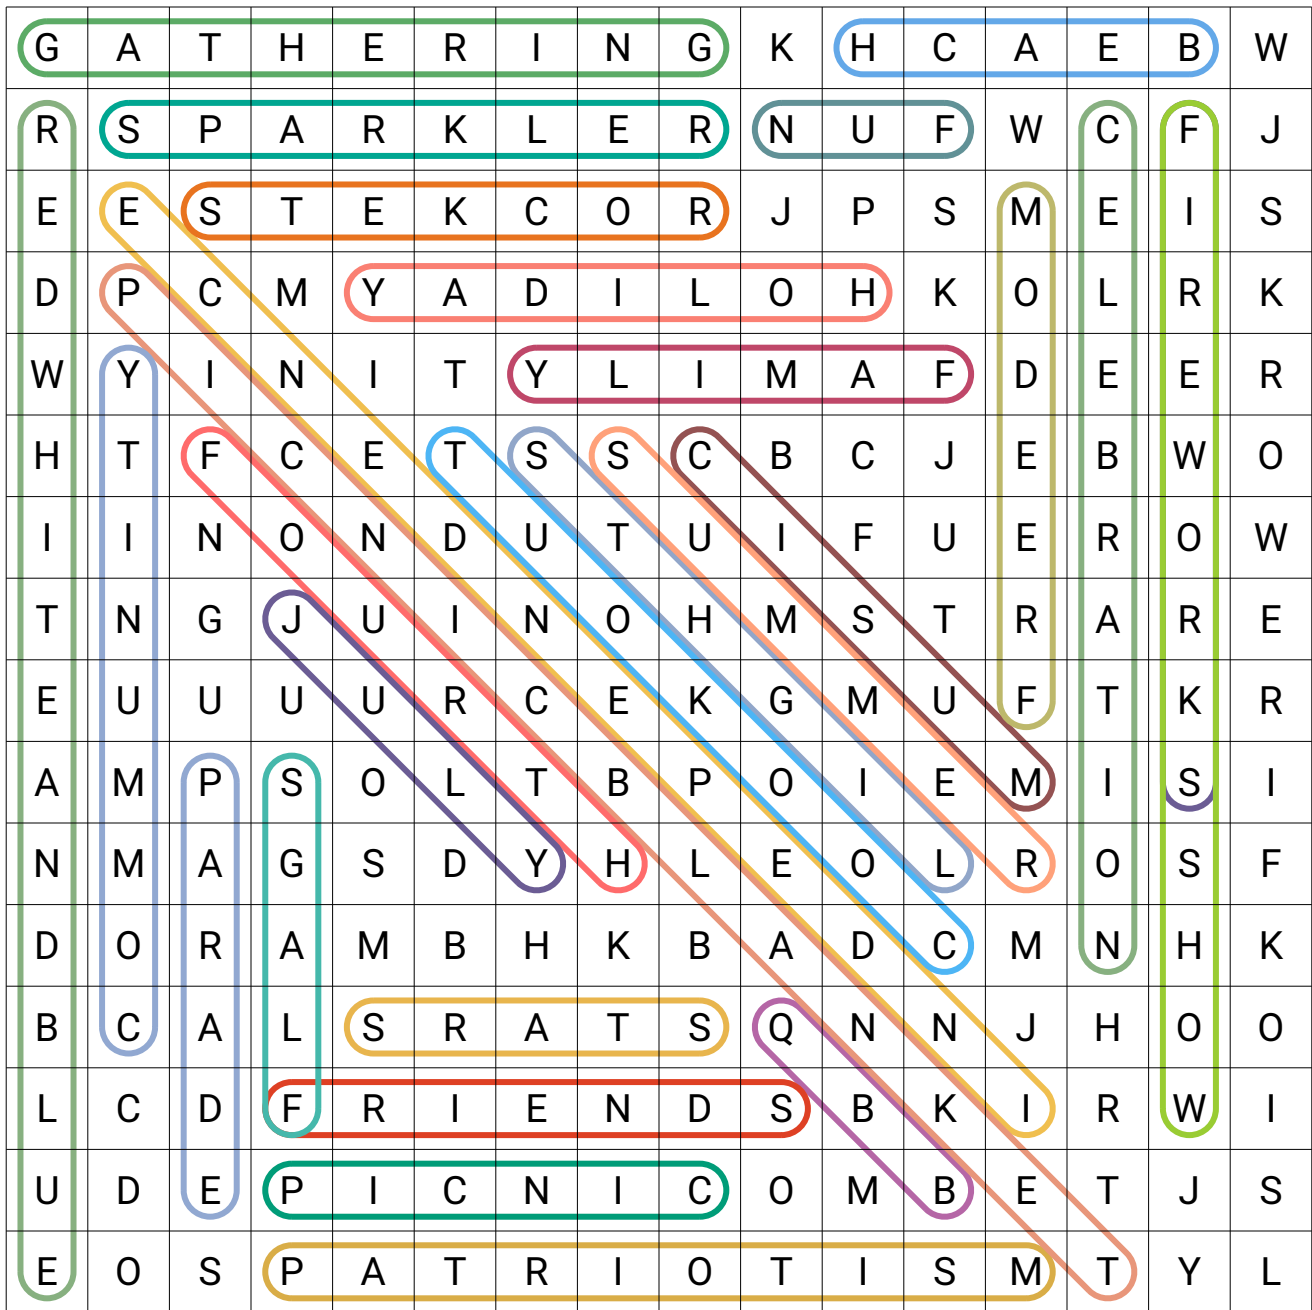 G A T H E R I N G K H C A E B W
R S P A R K L E R N U F W C F J
E E S T E K C O R J P S M E I S
D P C M Y A D I L O H K O L R K
W Y I N I T Y L I M A F D E E R
H T F C E T S S C B C J E B W O
I I N O N D U T U I F U E R O W
T N G J U I N O H M S T R A R E
E U U U U R C E K G M U F T K R
A M P S O L T B P O I E M I S I
N M A G S D Y H L E O L R O S F
D O R A M B H K B A D C M N H K
B C A L S R A T S Q N N J H O O
L C D F R I E N D S B K I R W I
U D E P I C N I C O M B E T J S
E O S P A T R I O T I S M T Y L